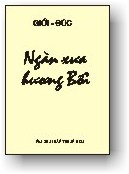 GIỚI - ĐỨC
Ngàn xưa
hương Bối